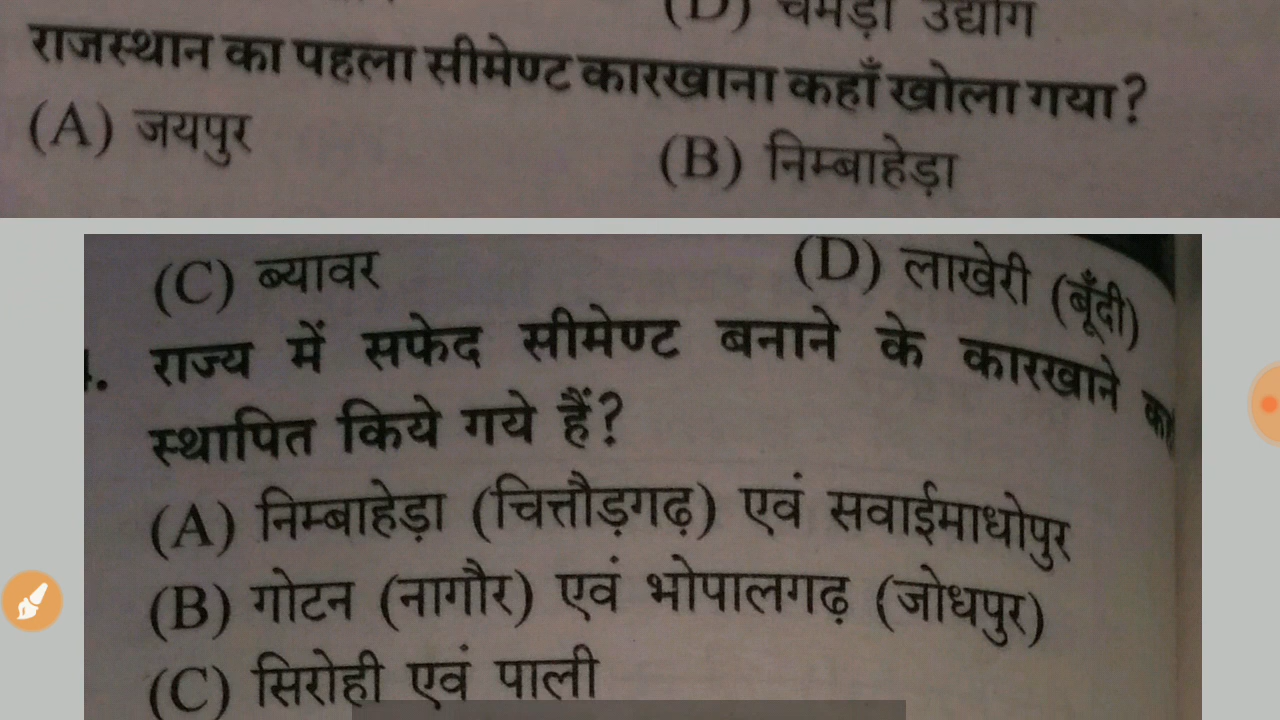 (D) चमड़ा उद्योग
राजस्थान का पहला सीमेण्ट कारखाना कहाँ खोला गया?
(A) जयपुर (B) निम्बाहेड़ा
(C) ब्यावर (D) लाखेरी (बूँदी)
राज्य में सफेद सीमेण्ट बनाने के कारखाने
स्थापित किये गये हैं?
(A) निम्बाहेड़ा (चित्तौड़गढ़) एवं सवाईमाधोपुर
(B) गोटन (नागौर) एवं भोपालगढ़ (जोधपुर)
(C) सिरोही एवं पाली